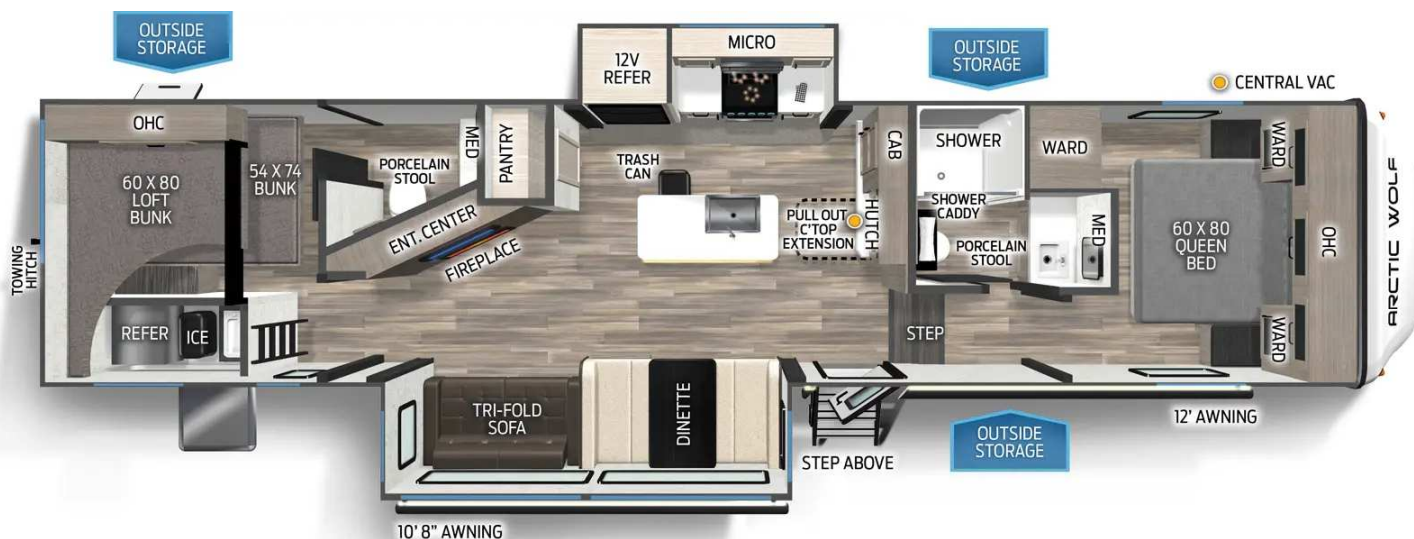 OUTSIDE
STORAGE
12V
REFER
MICRO
OUTSIDE
STORAGE
CENTRAL VAC
OHC
60 X 80
LOFT
BUNK
54 X 74
BUNK
PORCELAIN
STOOL
MED
PANTRY
ENT. CENTER
FIREPLACE
TRASH
CAN
PULL OUT
C'TOP
EXTENSION
HUTCH
CAB
SHOWER
SHOWER
CADDY
PORCELAIN
STOOL
WARD
MED
60 X 80
QUEEN
BED
WARD
OHC
WARD
ARCTIC WOLF
TOWING
HITCH
REFER
ICE
STEP
TRI-FOLD
SOFA
DINETTE
STEP ABOVE
OUTSIDE
STORAGE
12' AWNING
10' 8" AWNING